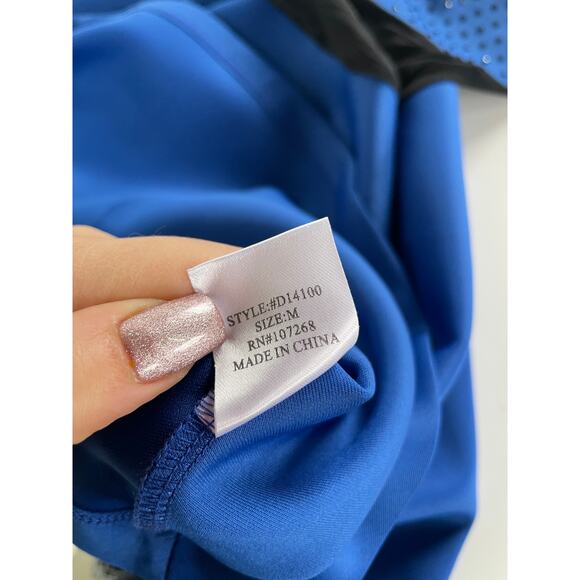 STYLE:#D14100
SIZE:M
RN#107268
MADE IN CHINA